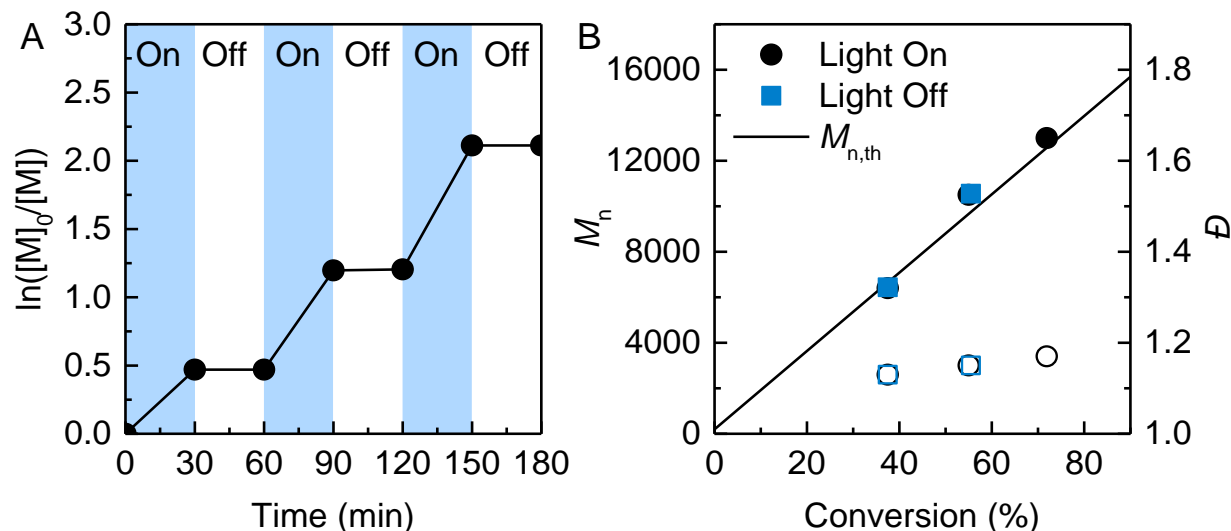 A
On Off On Off On Off
3.0
2.5
2.0
1.5
1.0
0.5
0.0
ln([M]0/[M])
0 30 60 90 120 150 180
Time (min)
B
Light On
Light Off
Mn,th
16000
12000
8000
4000
0
Mn
1.8
1.6
1.4
1.2
1.0
Đ
0 20 40 60 80
Conversion (%)